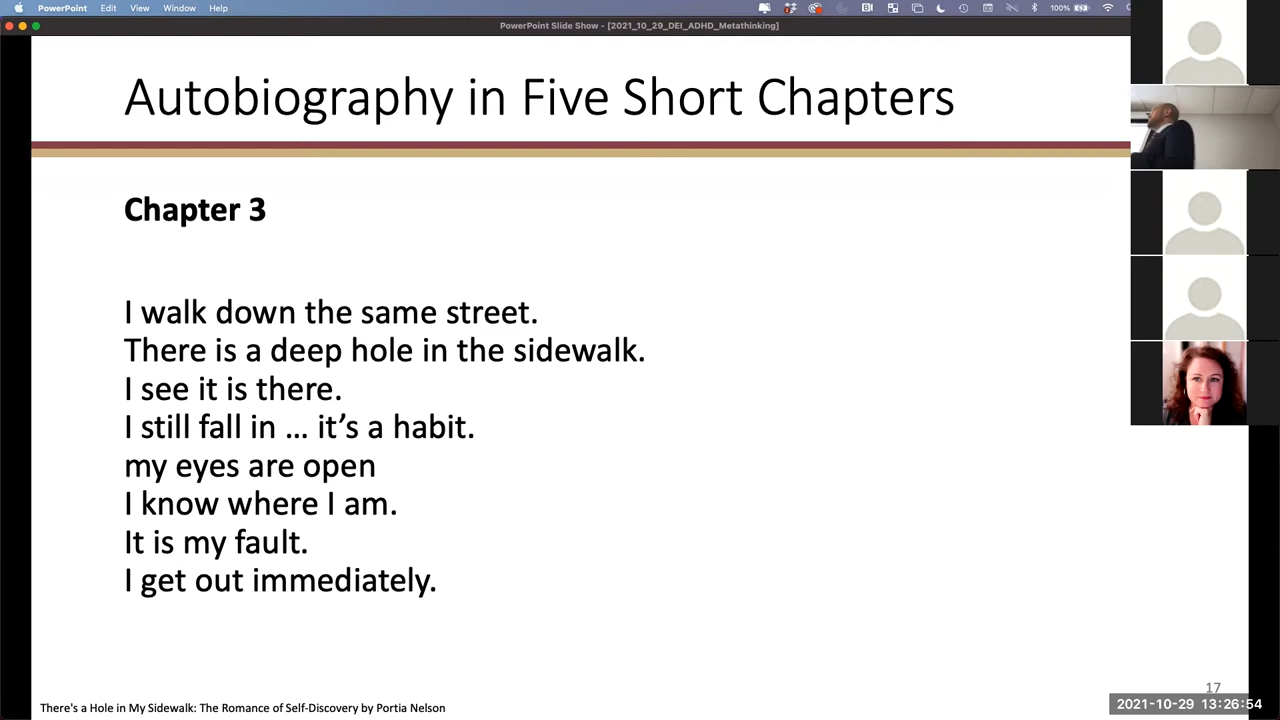 PowerPoint Edit View Window Help
2
100%
PowerPoint Slide Show - [2021_10_29_DEI_ADHD_Metathinking]
Autobiography in Five Short Chapters
Chapter 3
I walk down the same street.
There is a deep hole in the sidewalk.
I see it is there.
I still fall in … it’s a habit.
my eyes are open
I know where I am.
It is my fault.
I get out immediately.
17
2021-10-29 13:26:54
There's a Hole in My Sidewalk: The Romance of Self-Discovery by Portia Nelson